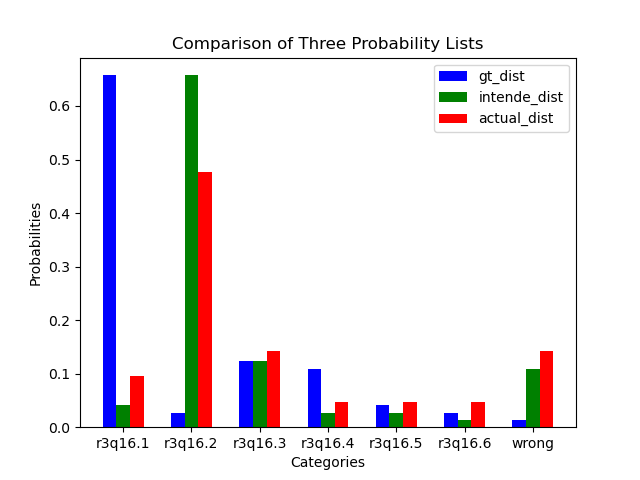 Comparison of Three Probability Lists
gt_dist
intende_dist
actual_dist
Probabilities
0.6
0.5
0.4
0.3
0.2
0.1
0.0
r3q16.1 r3q16.2 r3q16.3 r3q16.4 r3q16.5 r3q16.6 wrong
Categories